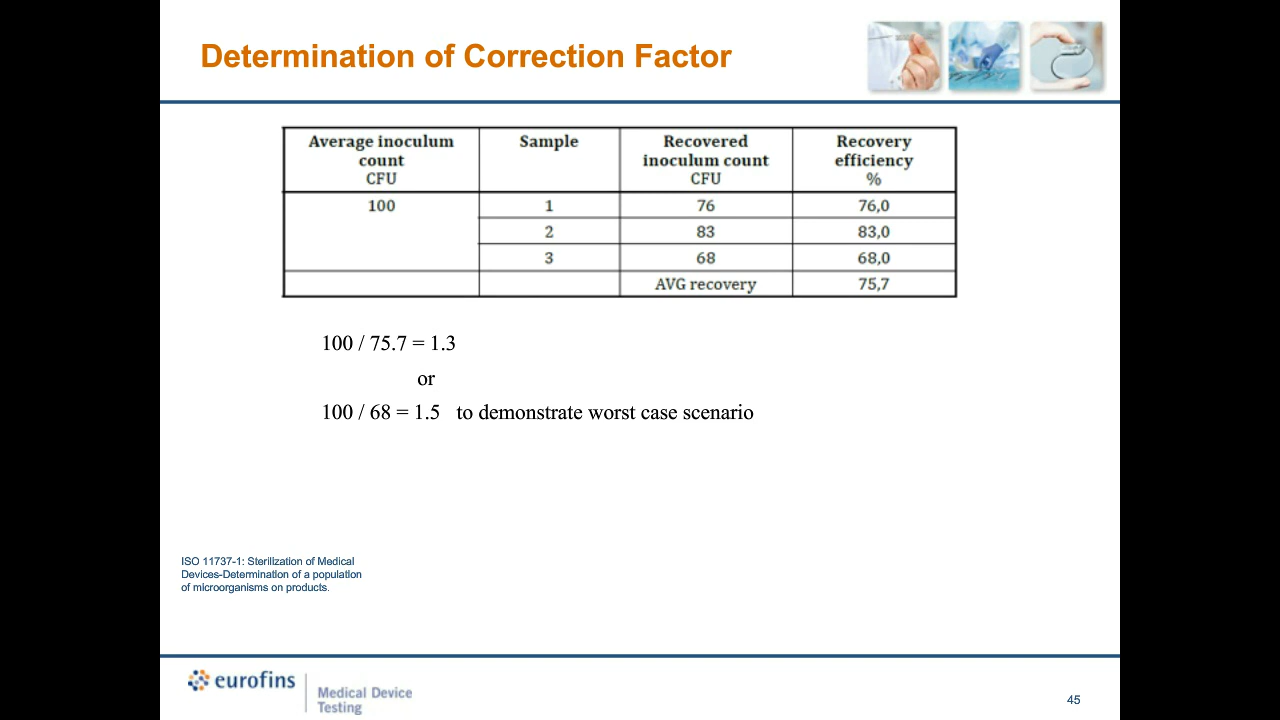 Determination of Correction Factor
Average inoculum
count
CFU
Sample
Recovered
inoculum count
CFU
Recovery
efficiency
%
100 1 76 76,0
2 83 83,0
3 68 68,0
AVG recovery 75,7
100 / 75.7 = 1.3
or
100 / 68 = 1.5 to demonstrate worst case scenario
ISO 11737-1: Sterilization of Medical
Devices-Determination of a population
of microorganisms on products.
eurofins
Medical Device
Testing
45